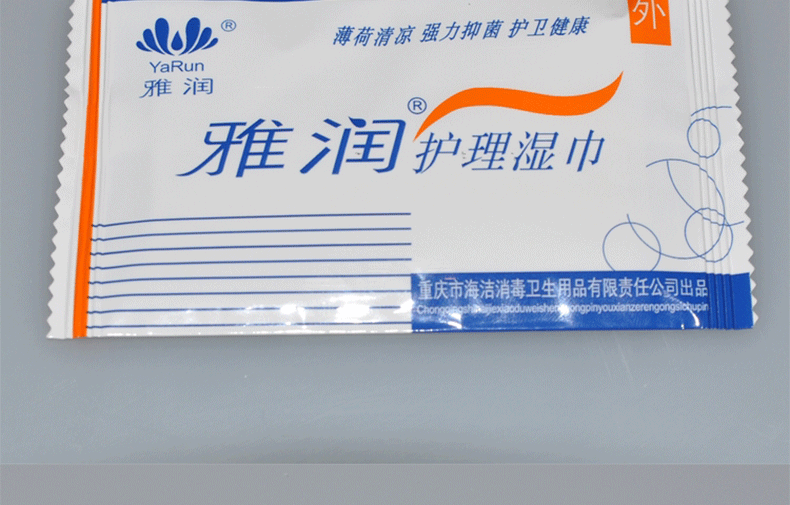 外
薄荷清凉 强力抑菌 护卫健康
®
YaRun
雅润
雅润®护理湿巾
重庆市海洁消毒卫生用品有限责任公司出品